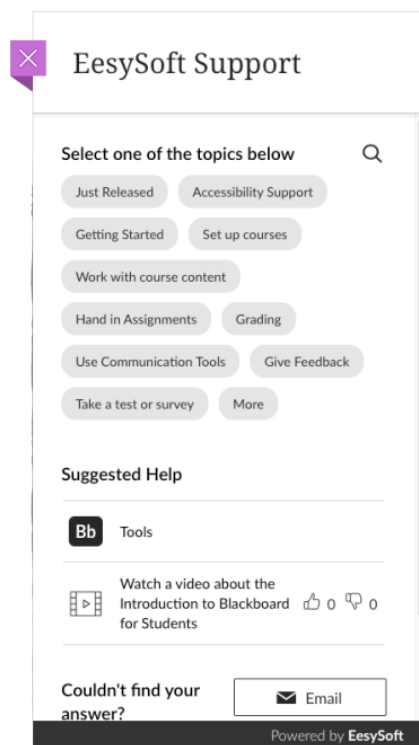 EesySoft Support
Select one of the topics below
Just Released
Accessibility Support
Getting Started
Set up courses
Work with course content
Hand in Assignments
Grading
Use Communication Tools
Give Feedback
Take a test or survey
More
Suggested Help
Bb
Tools
Watch a video about the
Introduction to Blackboard
for Students
0
0
Couldn't find your
answer?
Email
Powered by EesySoft